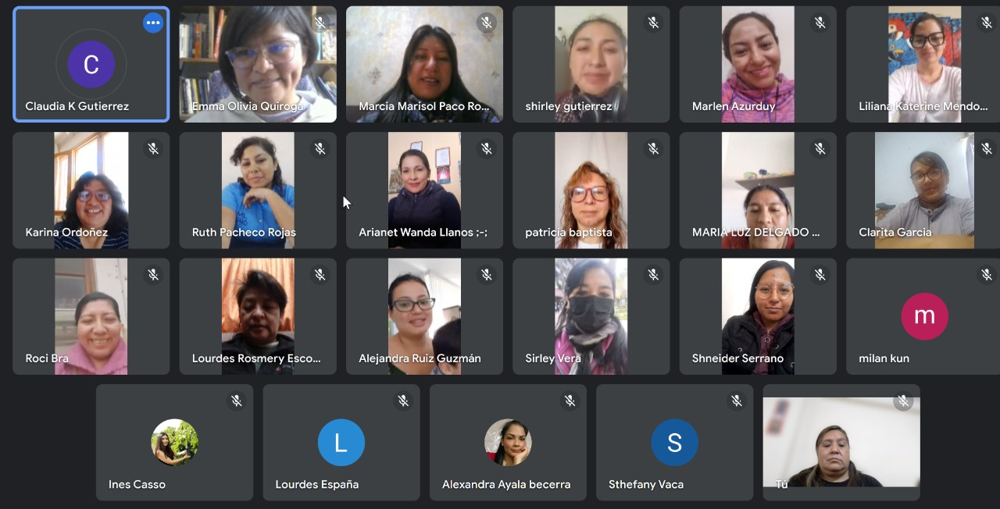 C
Claudia K Gutierrez
Emma Olivia Quiroga
Marcia Marisol Paco Ro...
shirley gutierrez
Marlen Azurduy
Liliana Katerine Mendo...
Karina Ordoñez
Ruth Pacheco Rojas
Arianet Wanda Llanos ;-;
patricia baptista
MARIA LUZ DELGADO ...
Clarita Garcia
Roci Bra
Lourdes Rosmery Esco...
Alejandra Ruiz Guzmán
Sirley Vera
Shneider Serrano
m
milan kun
Ines Casso
L
Lourdes España
Alexandra Ayala becerra
S
Sthefany Vaca
Tú